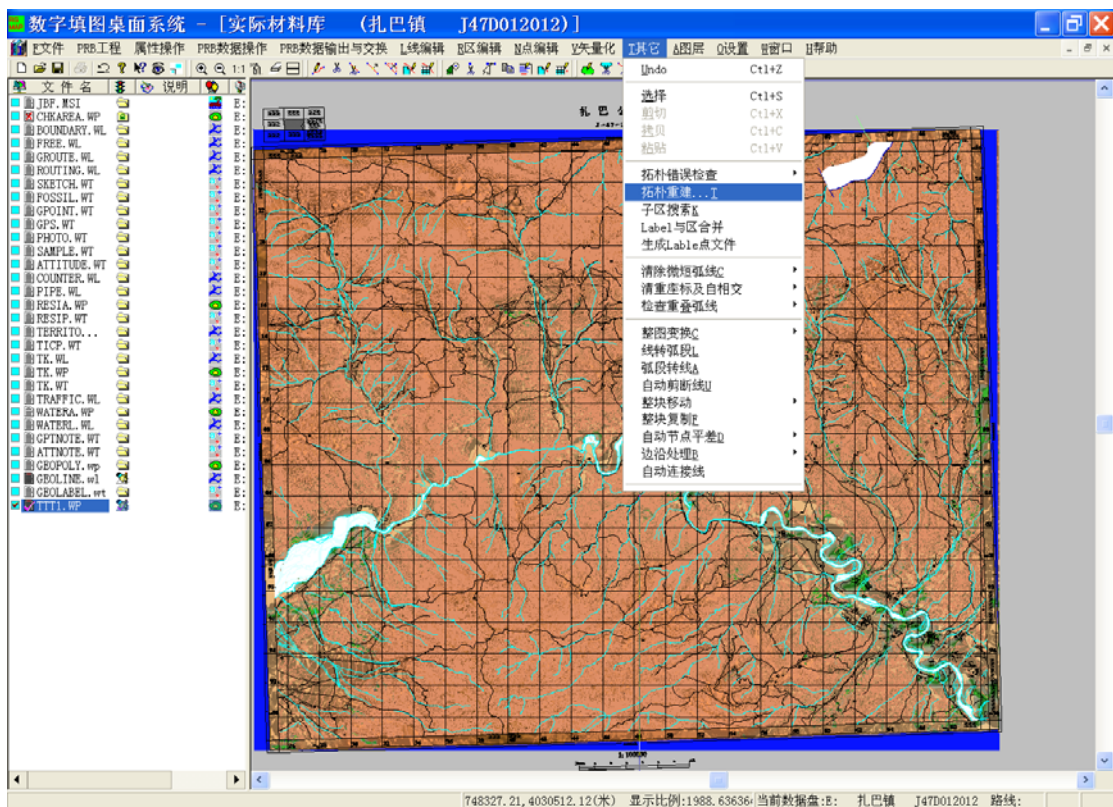 数字填图桌面系统 - [实际材料库 (扎巴镇 J47D012012)]
F文件 PRB工程 属性操作 PRB数据操作 PRB数据输出与交换 L线编辑 R区编辑 N点编辑 V矢量化 I其它 A图层 O设置 W窗口 H帮助
1:1
文件名 说明
JBF.MSI
CHKAREA.WP E:
BOUNDARY.WL E:
FREE.WL E:
GROUTE.WL E:
ROUTING.WL E:
SKETCH.WT E:
FOSSIL.WT E:
GPOINT.WT E:
GPS.WT E:
PHOTO.WT E:
SAMPLE.WT E:
ATTITUDE.WT E:
COUNTER.WL E:
PIPE.WL E:
RESIA.WP E:
RESIP.WT E:
TERRITO... E:
TICP.WT E:
TK.WL E:
TK.WP E:
TK.WT E:
TRAFFIC.WL E:
WATERA.WP E:
WATERL.WL E:
GPTNOTE.WT E:
ATTNOTE.WT E:
GEOPOLY.wp E:
GEOLINE.wl E:
GEOLABEL.wt E:
TTT1.WP E:
扎巴公
Undo Ctl+Z
选择 Ctl+S
剪切 Ctl+X
拷贝 Ctl+C
粘贴 Ctl+V
拓朴错误检查
拓朴重建...T
子区搜索K
Label与区合并
生成Lable点文件
清除微短弧线C
清重座标及自相交
检查重叠弧线
整图变换C
线转弧段L
弧段转线A
自动剪断线U
整块移动
整块复制E
自动节点平差D
边沿处理B
自动连接线
748327.21,4030512.12(米) 显示比例:1988.63636 当前数据盘:E: 扎巴镇 J47D012012 路线: